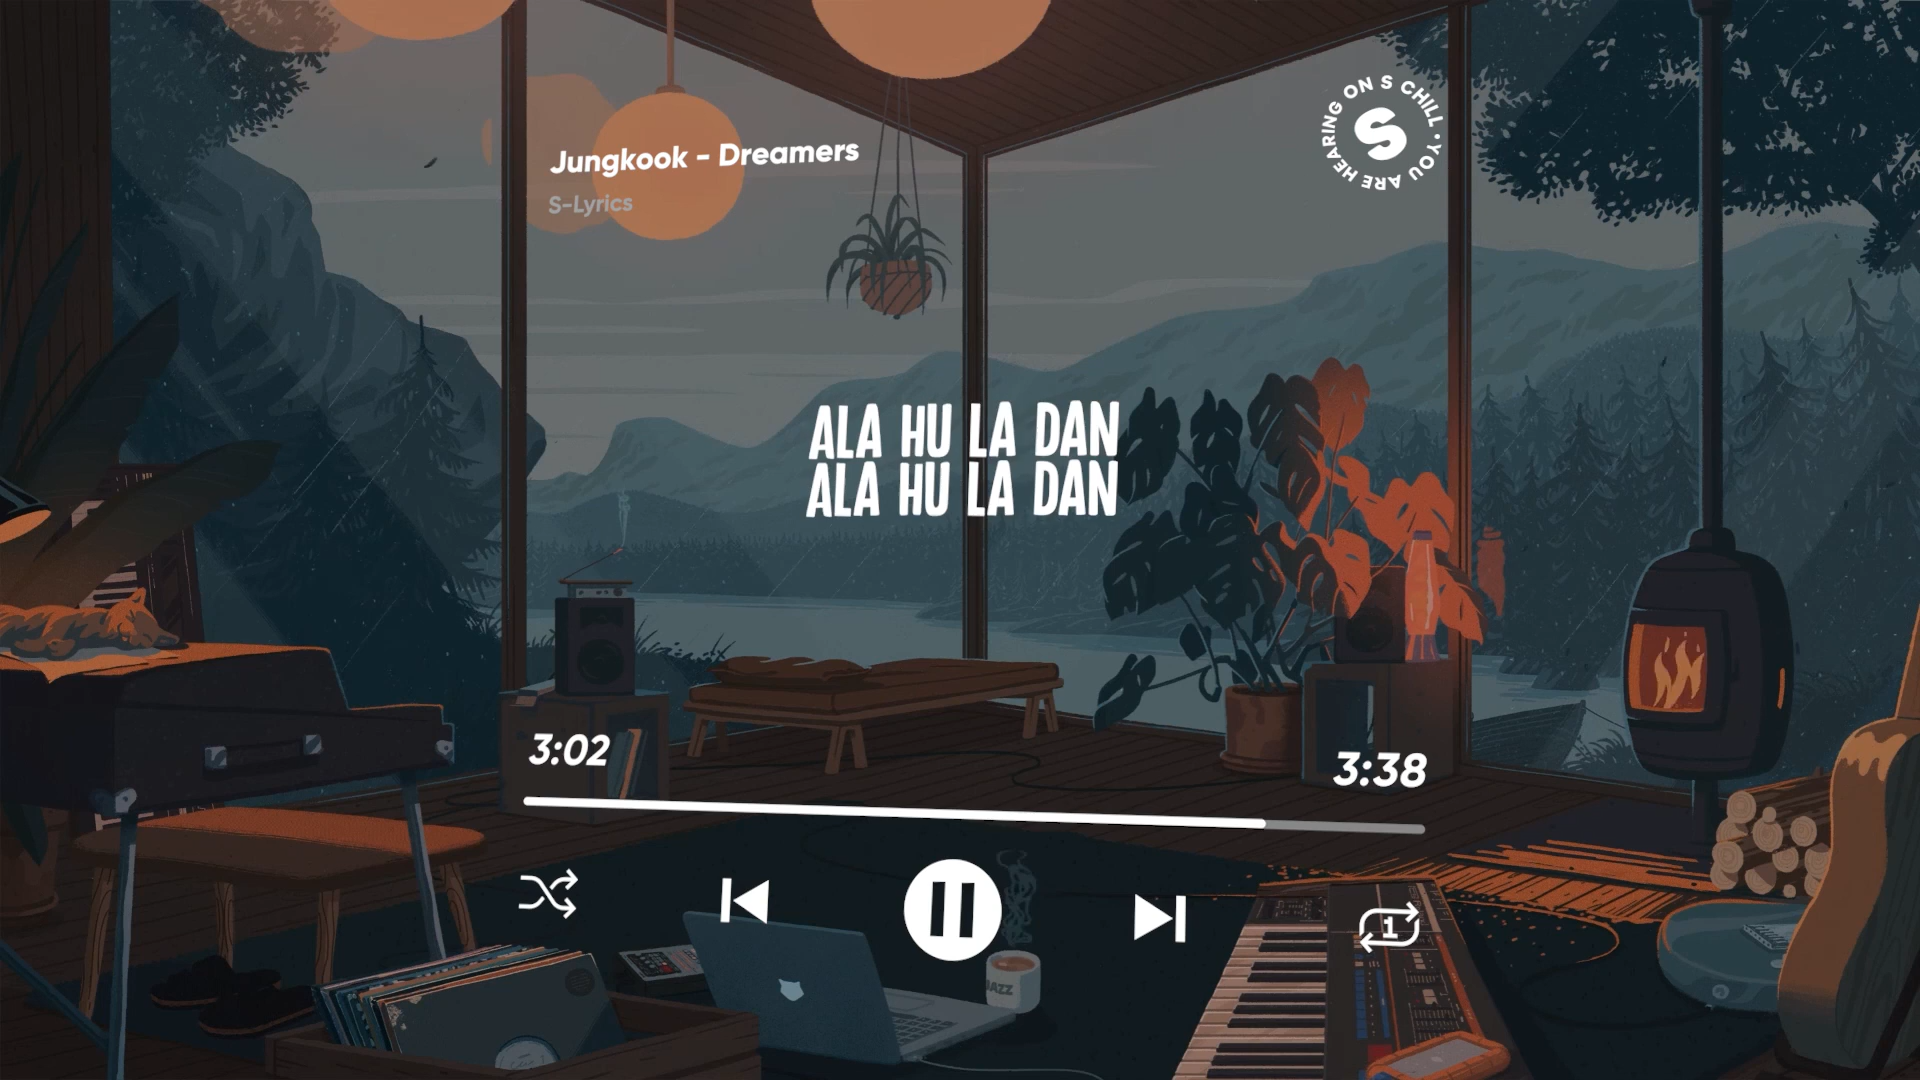 Jungkook - Dreamers
S-Lyrics
YOU ARE HEARING ON S CHILL •
S
ALA HU LA DAN
ALA HU LA DAN
3:02
3:38
1
JAZZ